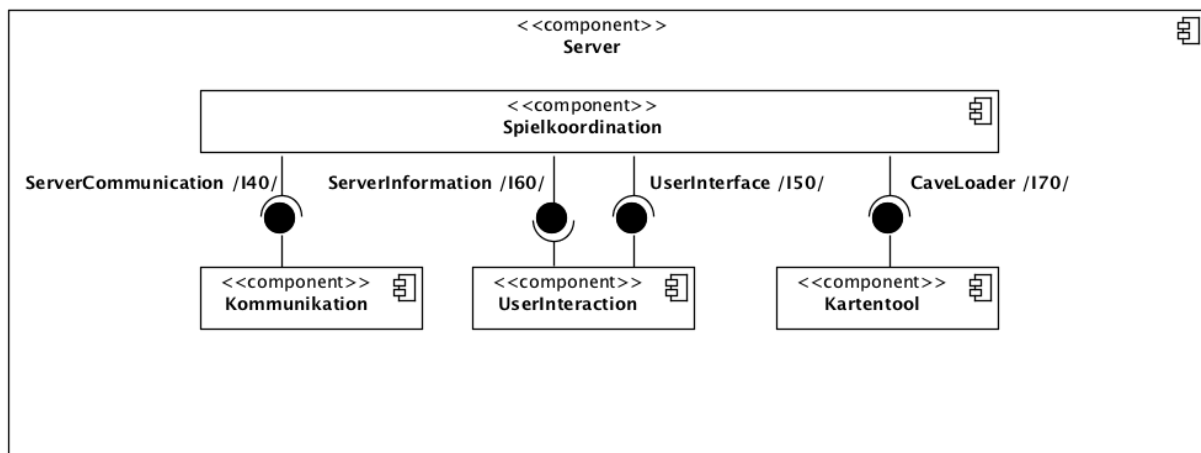 <<component>>
Server
<<component>>
Spielkoordination
ServerCommunication /I40/
ServerInformation /I60/
UserInterface /I50/
CaveLoader /I70/
<<component>>
Kommunikation
<<component>>
UserInteraction
<<component>>
Kartentool